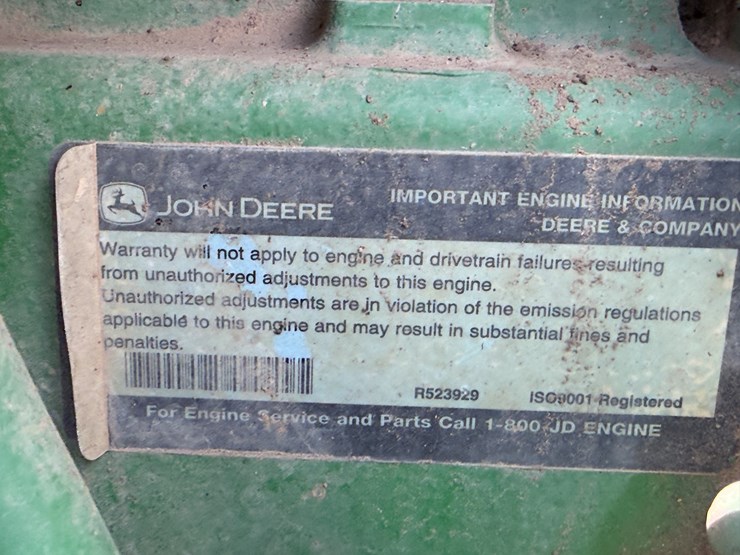 JOHN DEERE
IMPORTANT ENGINE INFORMATION
DEERE & COMPANY
Warranty will not apply to engine and drivetrain failures resulting
from unauthorized adjustments to this engine.
Unauthorized adjustments are in violation of the emission regulations
applicable to this engine and may result in substantial fines and
penalties.
R523929 ISO9001 Registered
For Engine Service and Parts Call 1-800 JD ENGINE